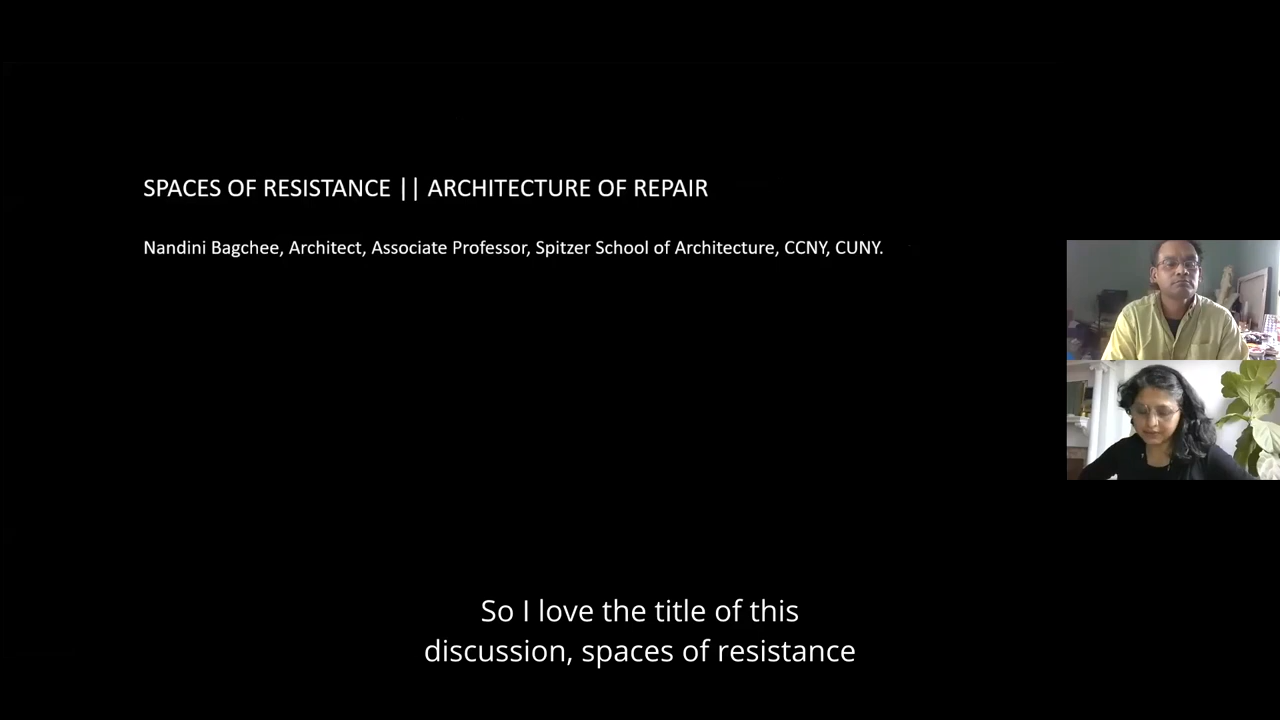 SPACES OF RESISTANCE || ARCHITECTURE OF REPAIR
Nandini Bagchee, Architect, Associate Professor, Spitzer School of Architecture, CCNY, CUNY.
So I love the title of this
discussion, spaces of resistance